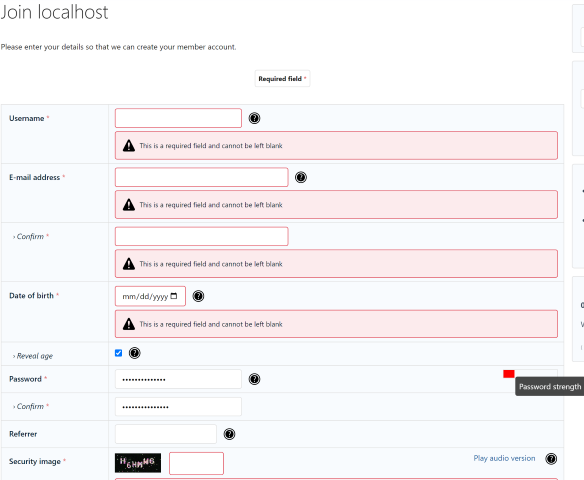 Join localhost
Please enter your details so that we can create your member account.
Required field *
Username *
This is a required field and cannot be left blank
E-mail address *
This is a required field and cannot be left blank
› Confirm *
This is a required field and cannot be left blank
Date of birth *
mm/dd/yyyy
This is a required field and cannot be left blank
› Reveal age
Password *
••••••••••••••
Password strength
› Confirm *
•••••••••••••••
Referrer
Security image *
Play audio version